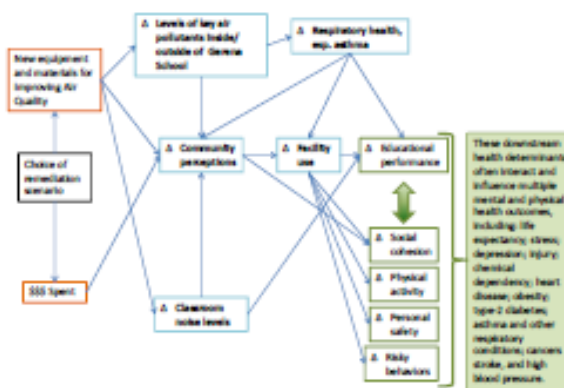 Δ Levels of key air
pollutants inside/
outside of Gerena
School
Δ Respiratory health,
esp. asthma
New equipment
and materials for
Improving Air
Quality
Δ Community
perceptions
Δ Facility
use
Δ Educational
performance
Choice of
remediation
scenario
$$$ Spent
Δ Classroom
noise levels
Δ Social
cohesion
Δ Physical
activity
Δ Personal
safety
Δ Risky
behaviors
These downstream
health determinants
often interact and
influence multiple
mental and physical
health outcomes,
including: life
expectancy; stress;
depression; injury;
chemical
dependency; heart
disease; obesity;
type-2 diabetes;
asthma and other
respiratory
conditions; cancers
stroke, and high
blood pressure.